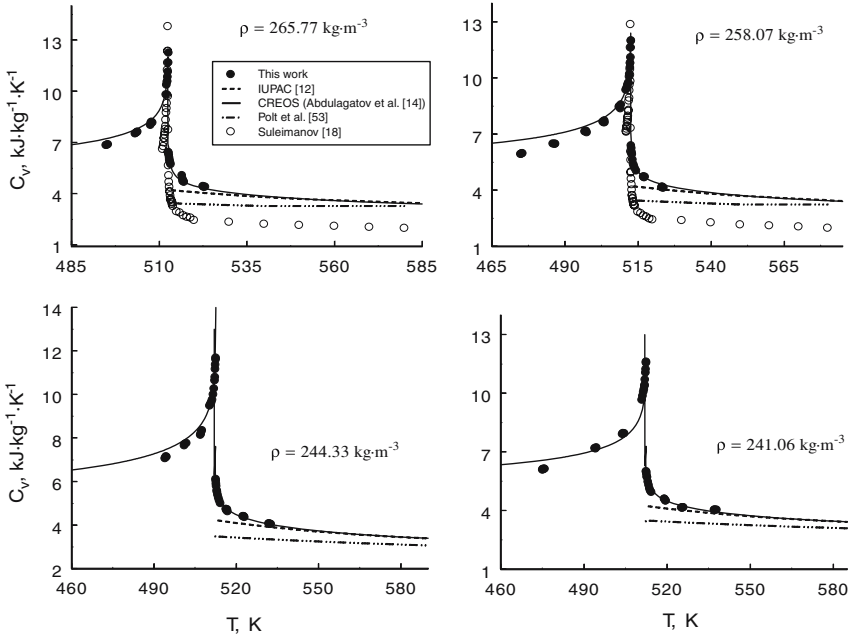 ρ = 265.77 kg·m⁻³
This work
IUPAC [12]
CREOS (Abdulagatov et al. [14])
Polt et al. [53]
Suleimanov [18]
Cᵥ, kJ·kg⁻¹·K⁻¹
16
13
10
7
4
1
485 510 535 560 585
ρ = 258.07 kg·m⁻³
13
10
7
4
1
465 490 515 540 565
ρ = 244.33 kg·m⁻³
Cᵥ, kJ·kg⁻¹·K⁻¹
14
12
10
8
6
4
2
460 490 520 550 580
T, K
ρ = 241.06 kg·m⁻³
13
10
7
4
1
460 490 520 550 580
T, K